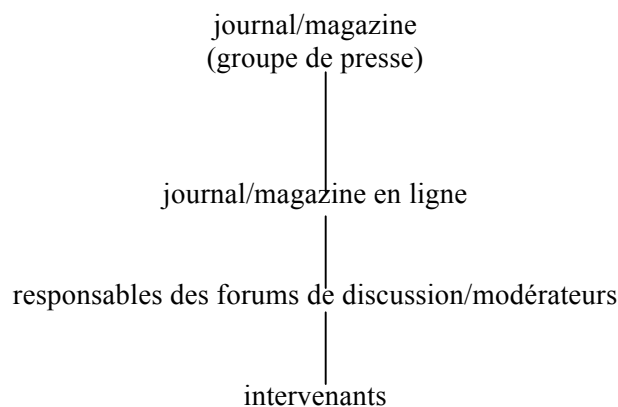 journal/magazine
(groupe de presse)
journal/magazine en ligne
responsables des forums de discussion/modérateurs
intervenants